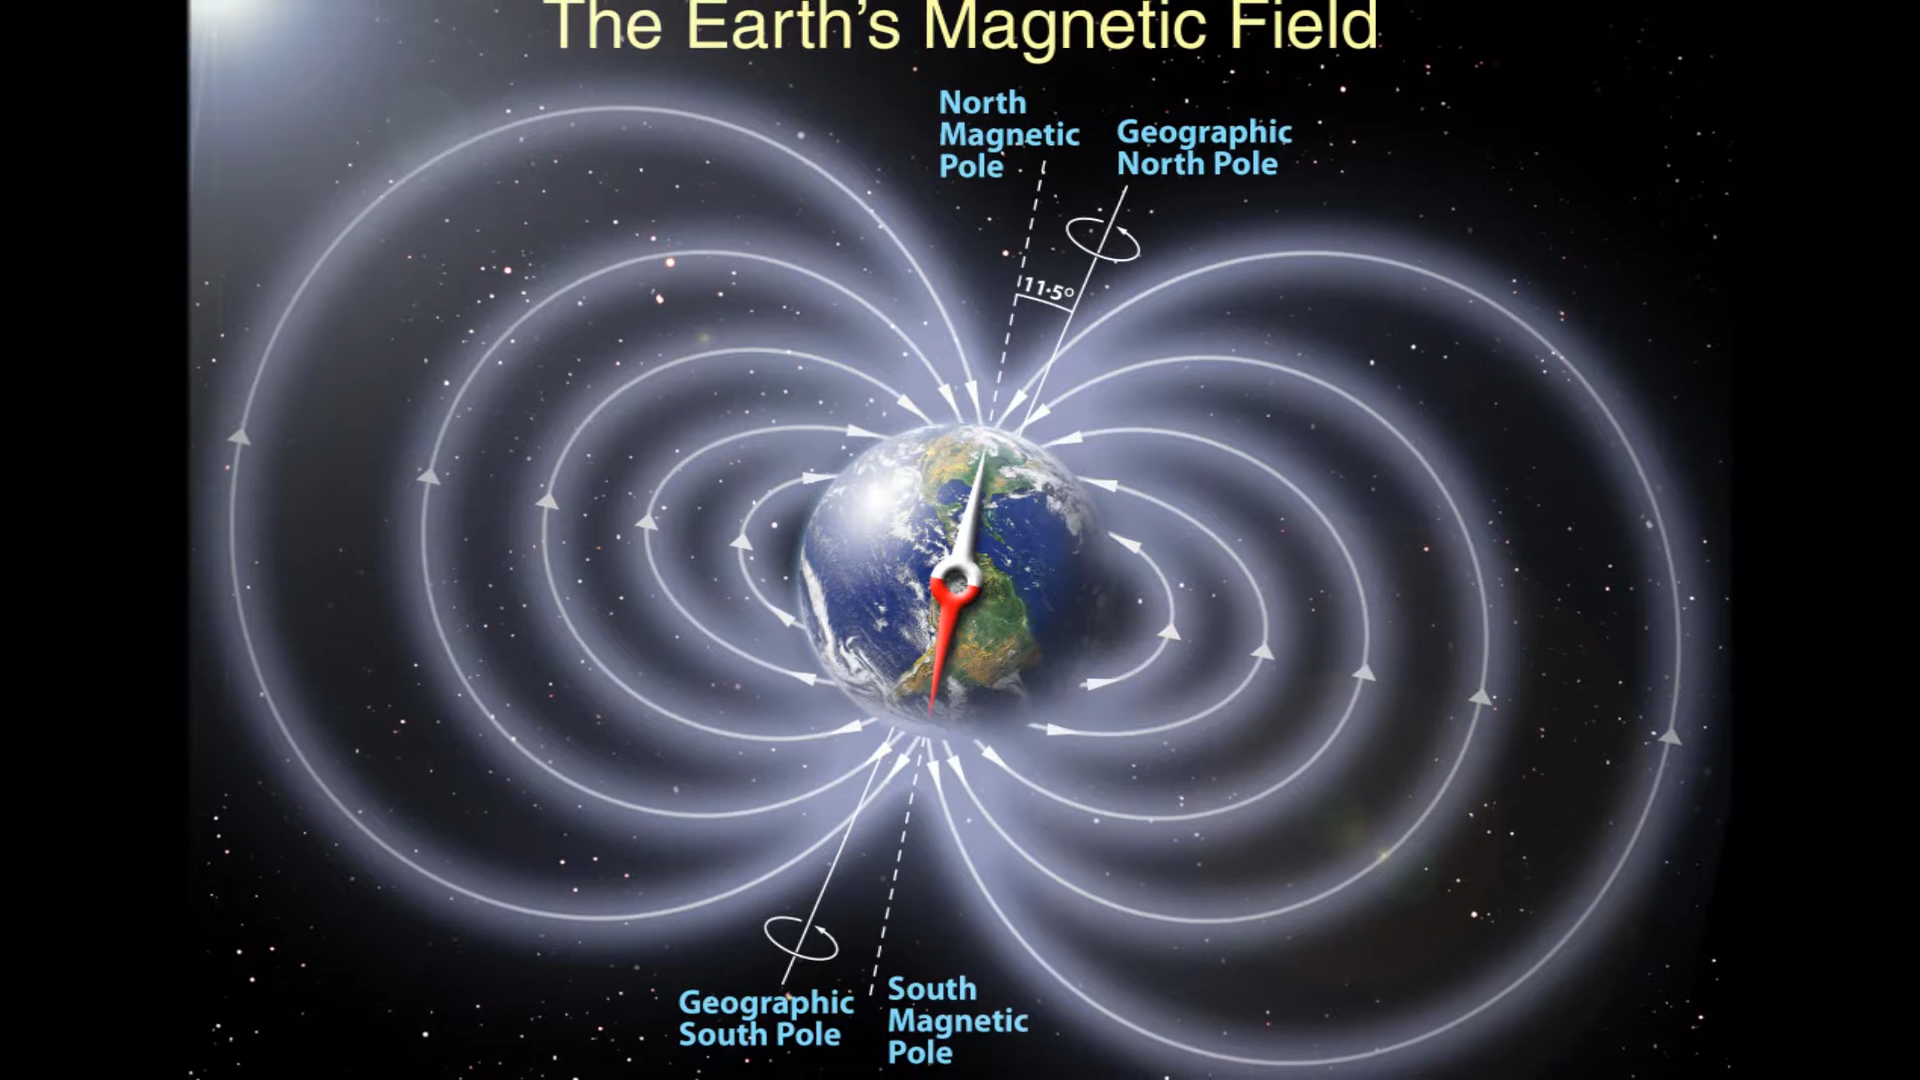 The Earth’s Magnetic Field
North
Magnetic
Pole
Geographic
North Pole
11·5°
Geographic
South Pole
South
Magnetic
Pole